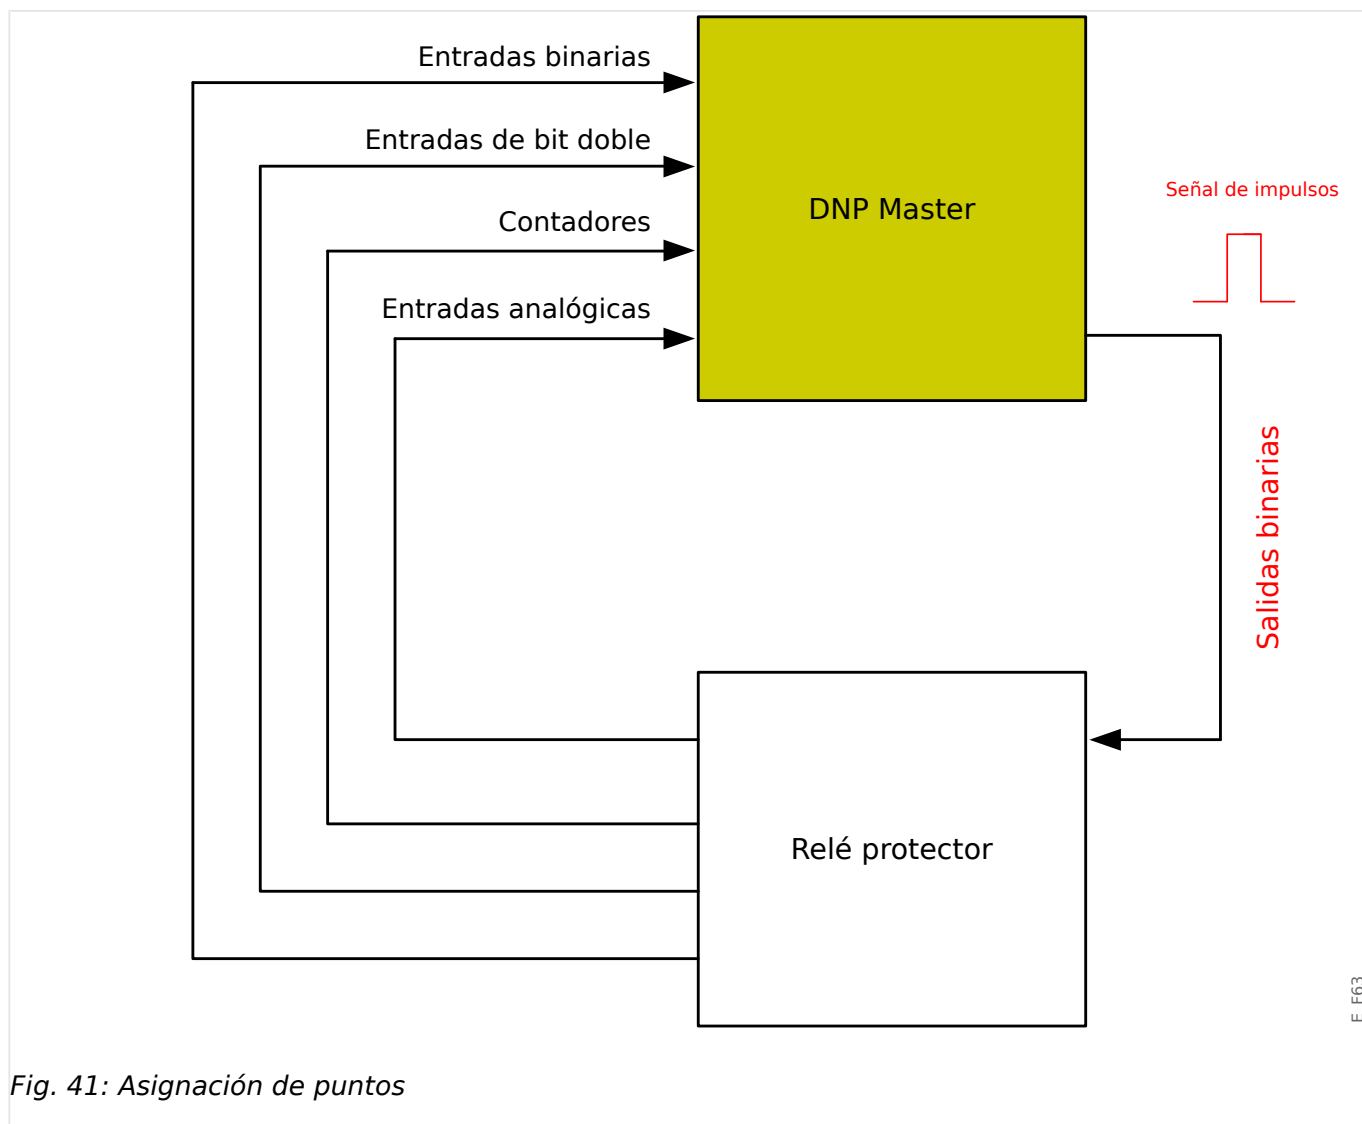 Entradas binarias
Entradas de bit doble
DNP Master
Señal de impulsos
Contadores
Entradas analógicas
Salidas binarias
Relé protector
Fig. 41: Asignación de puntos